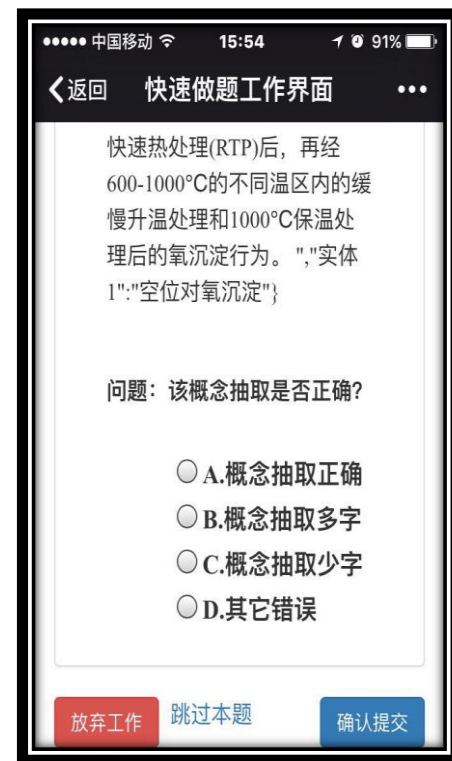 中国移动 15:54 91%
返回 快速做题工作界面
快速热处理(RTP)后，再经
600-1000°C的不同温区内的缓
慢升温处理和1000°C保温处
理后的氧沉淀行为。","实体
1":"空位对氧沉淀"}
问题：该概念抽取是否正确?
A.概念抽取正确
B.概念抽取多字
C.概念抽取少字
D.其它错误
放弃工作 跳过本题 确认提交